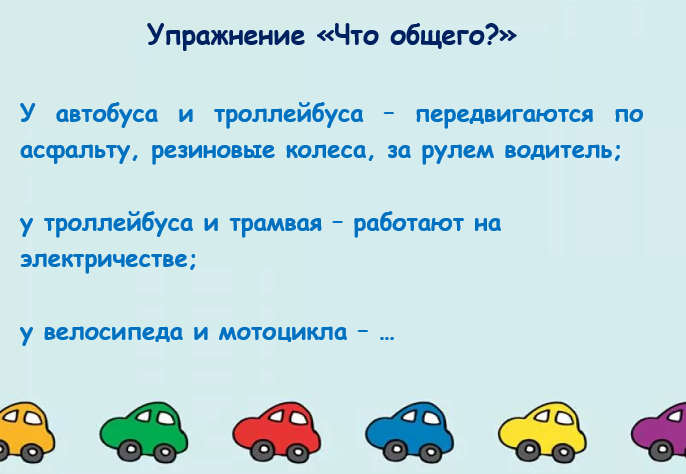 Упражнение «Что общего?»
У автобуса и троллейбуса – передвигаются по
асфальту, резиновые колеса, за рулем водитель;
у троллейбуса и трамвая – работают на
электричестве;
у велосипеда и мотоцикла – …